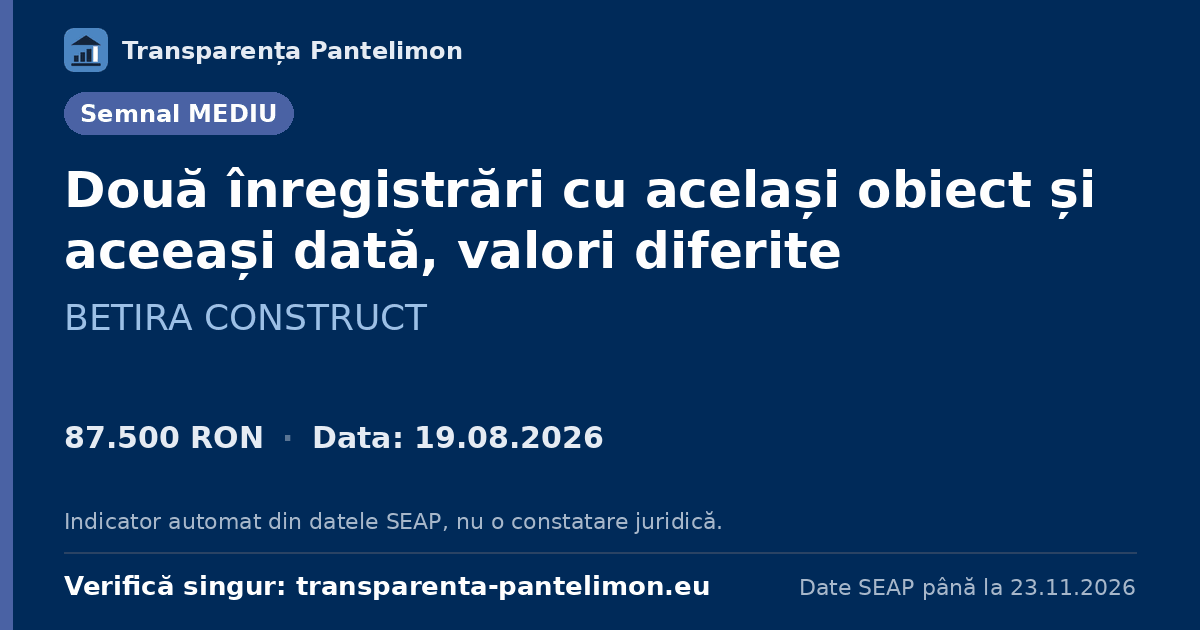 Transparența Pantelimon
Semnal MEDIU
Două înregistrări cu același obiect și
aceeași dată, valori diferite
BETIRA CONSTRUCT
87.500 RON · Data: 19.08.2026
Indicator automat din datele SEAP, nu o constatare juridică.
Verifică singur: transparenta-pantelimon.eu
Date SEAP până la 23.11.2026